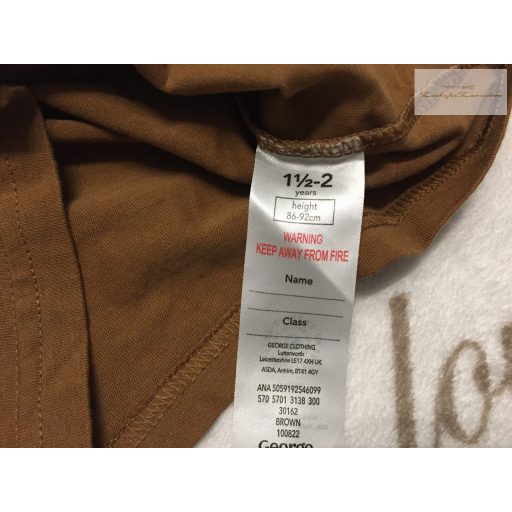 1½-2
years
height
86-92cm
WARNING
KEEP AWAY FROM FIRE
Name
Class
GEORGE CLOTHING
Lutterworth
Leicestershire LE17 4XH UK
ASDA, Antrim, BT41 4GY
ANA 5059192546099
570 5701 3138 300
30162
BROWN
100822
George